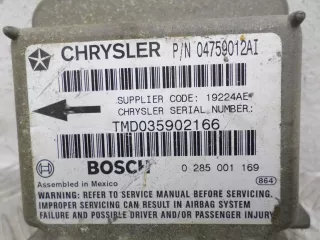 CHRYSLER P/N 04759012AI
SUPPLIER CODE: 19224AE
CHRYSLER SERIAL NUMBER:
TMD035902166
BOSCH 0 285 001 169
Assembled in Mexico 864
WARNING: REFER TO SERVICE MANUAL BEFORE SERVICING.
IMPROPER SERVICING CAN RESULT IN AIRBAG SYSTEM
FAILURE AND POSSIBLE DRIVER AND/OR PASSENGER INJURY